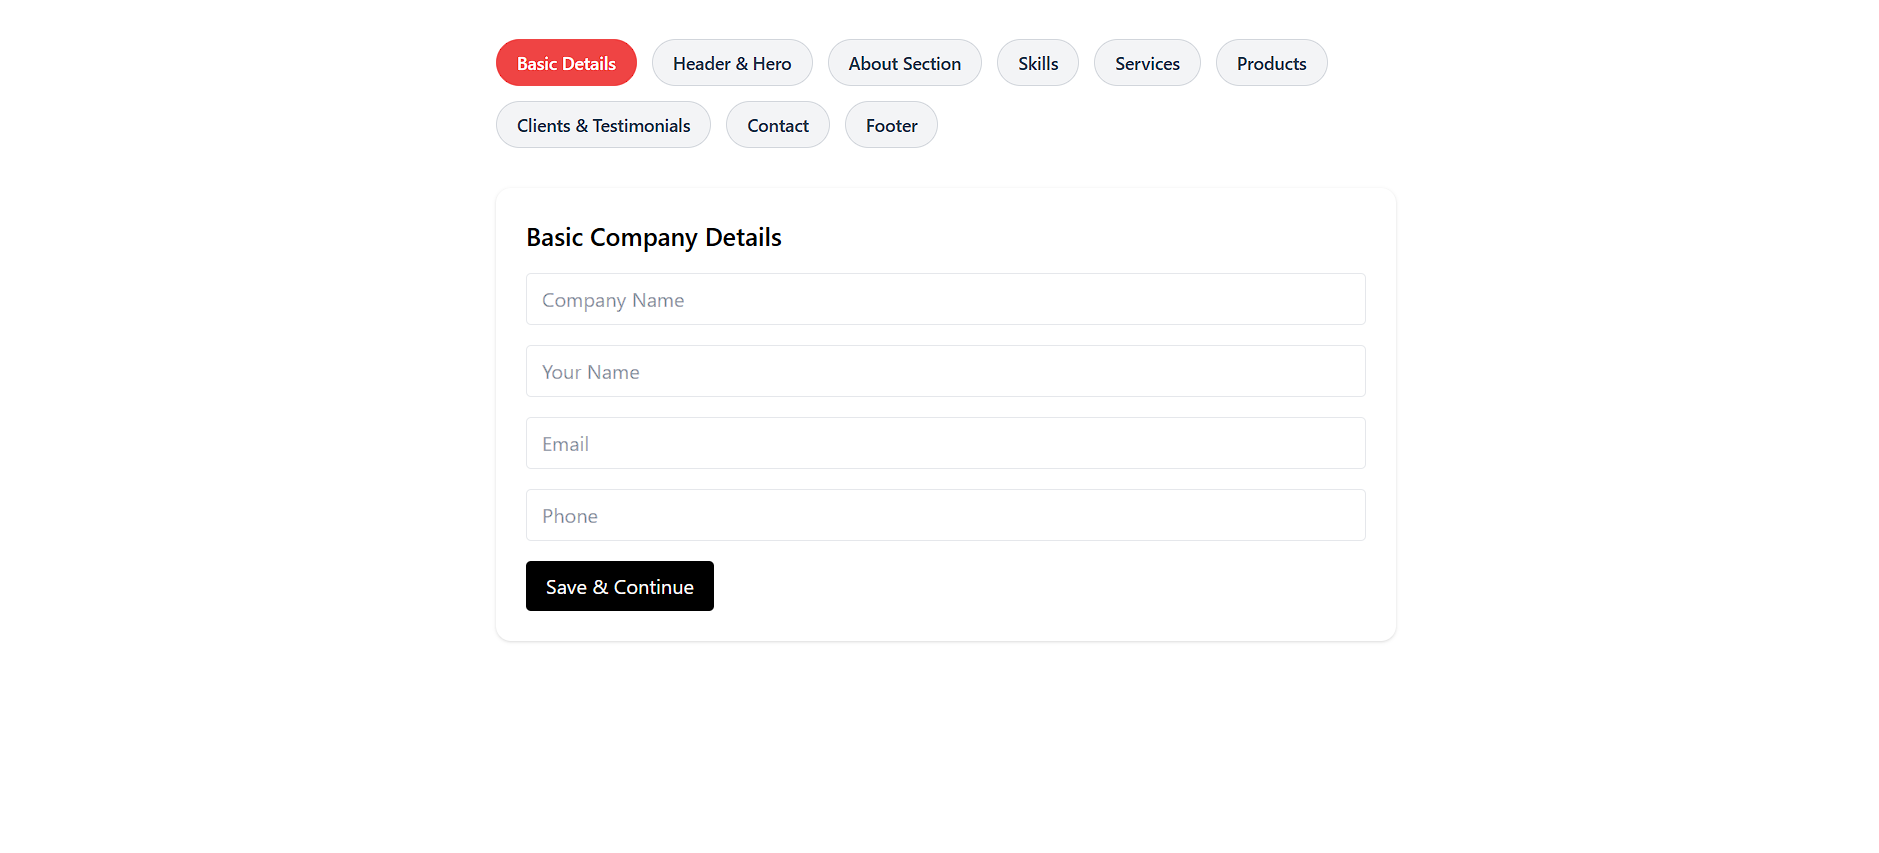 Basic Details Header & Hero About Section Skills Services Products
Clients & Testimonials Contact Footer
Basic Company Details
Company Name
Your Name
Email
Phone
Save & Continue